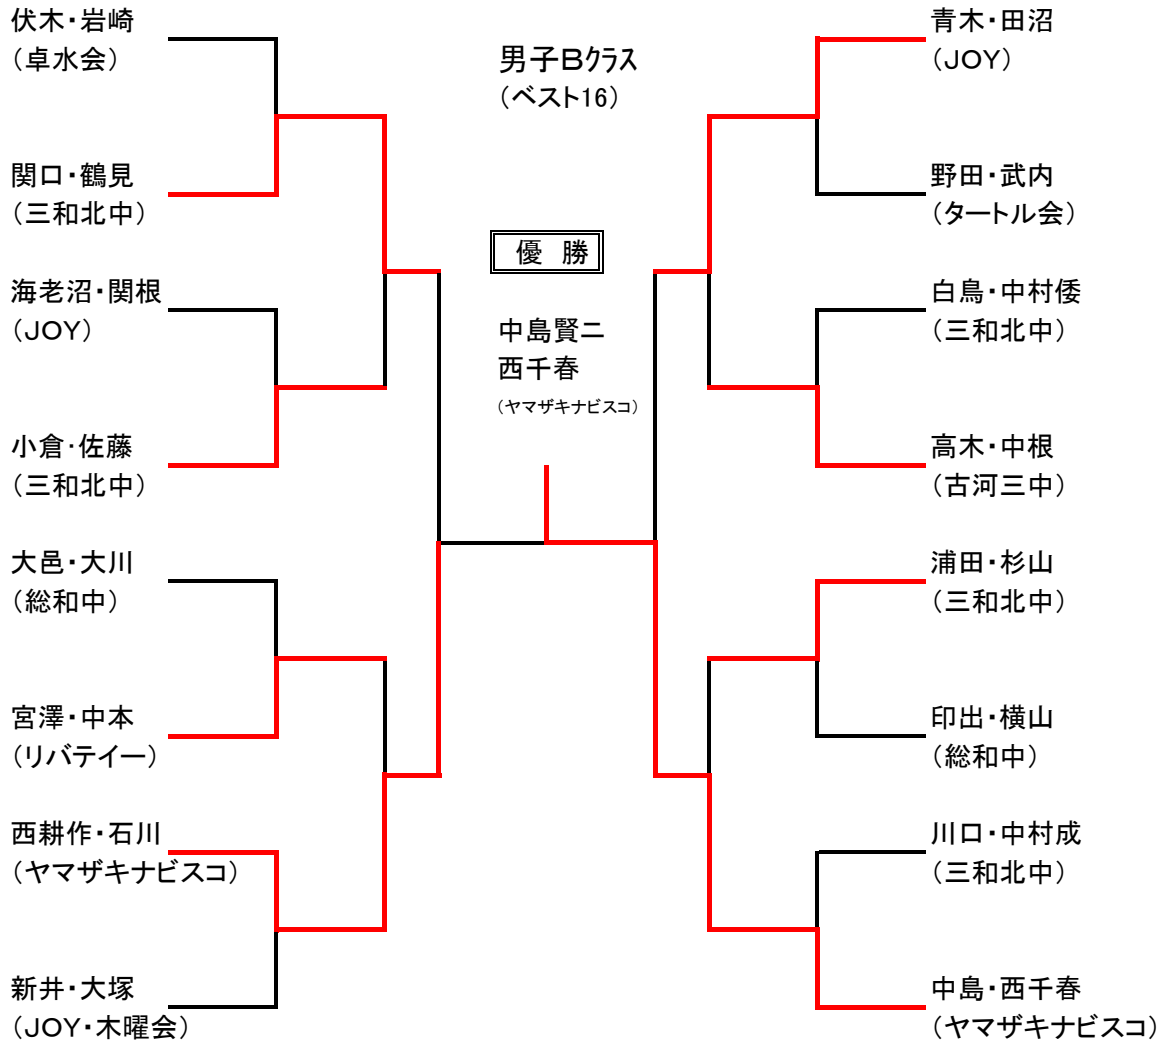 伏木・岩崎
（卓水会）
関口・鶴見
（三和北中）
海老沼・関根
（JOY）
小倉・佐藤
（三和北中）
大邑・大川
（総和中）
宮澤・中本
（リバテイー）
西耕作・石川
（ヤマザキナビスコ）
新井・大塚
（JOY・木曜会）
男子Bクラス
（ベスト16）
優　勝
中島賢二
西千春
（ヤマザキナビスコ）
青木・田沼
（JOY）
野田・武内
（タートル会）
白鳥・中村倭
（三和北中）
高木・中根
（古河三中）
浦田・杉山
（三和北中）
印出・横山
（総和中）
川口・中村成
（三和北中）
中島・西千春
（ヤマザキナビスコ）